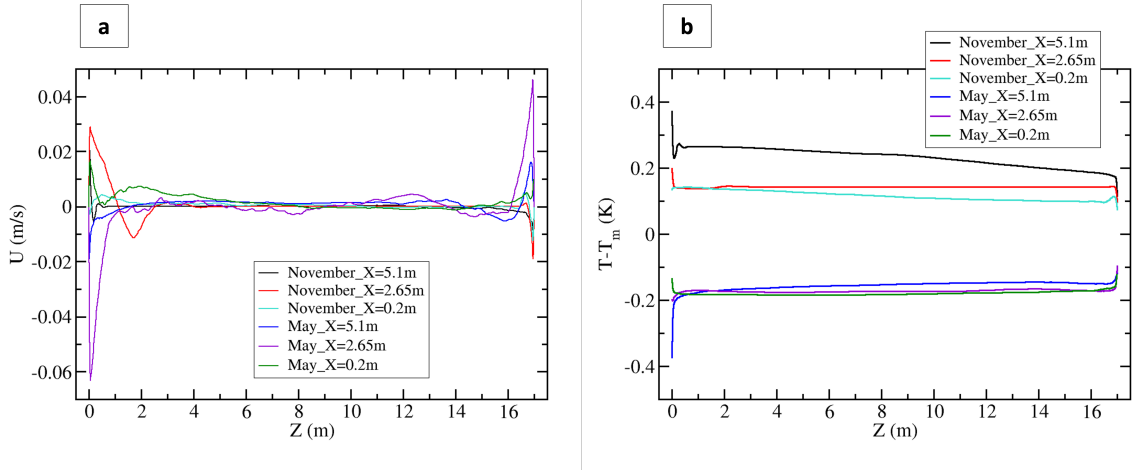 a
0.04
0.02
0
-0.02
-0.04
-0.06
U (m/s)
November_X=5.1m
November_X=2.65m
November_X=0.2m
May_X=5.1m
May_X=2.65m
May_X=0.2m
0 2 4 6 8 10 12 14 16
Z (m)
b
November_X=5.1m
November_X=2.65m
November_X=0.2m
May_X=5.1m
May_X=2.65m
May_X=0.2m
0.4
0.2
0
-0.2
-0.4
T-Tm (K)
0 2 4 6 8 10 12 14 16
Z (m)